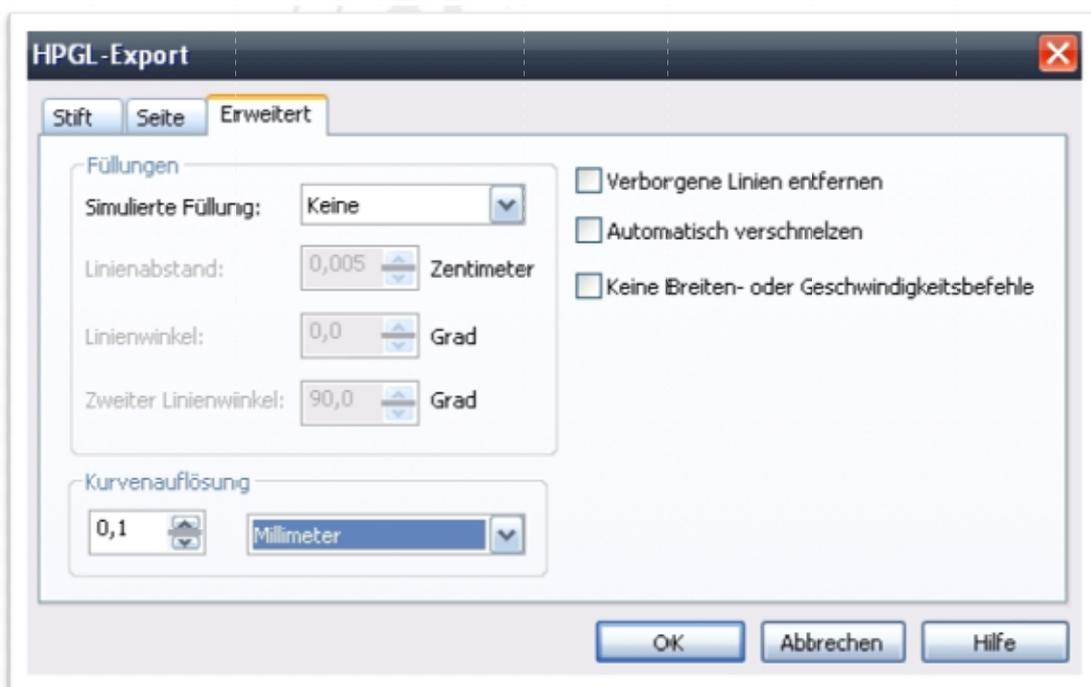 HPGL-Export
Stift Seite Erweitert
Füllungen
Simulierte Füllung: Keine
Linienabstand: 0,005 Zentimeter
Linienwinkel: 0,0 Grad
Zweiter Linienwinkel: 90,0 Grad
Verborgene Linien entfernen
Automatisch verschmelzen
Keine Breiten- oder Geschwindigkeitsbefehle
Kurvenauflösung
0,1 Millimeter
OK Abbrechen Hilfe